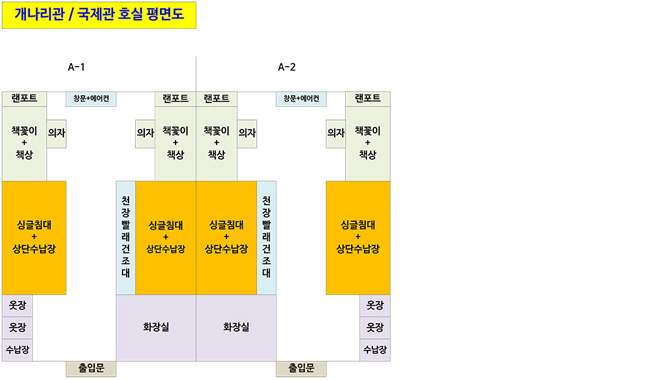 개나리관 / 국제관 호실 평면도
A-1
A-2
랜포트
창문+에어컨
랜포트
랜포트
창문+에어컨
랜포트
책꽂이
+
책상
의자
의자
책꽂이
+
책상
책꽂이
+
책상
의자
의자
책꽂이
+
책상
싱글침대
+
상단수납장
천
장
빨
래
건
조
대
싱글침대
+
상단수납장
싱글침대
+
상단수납장
천
장
빨
래
건
조
대
싱글침대
+
상단수납장
옷장
옷장
수납장
화장실
화장실
옷장
옷장
수납장
출입문
출입문